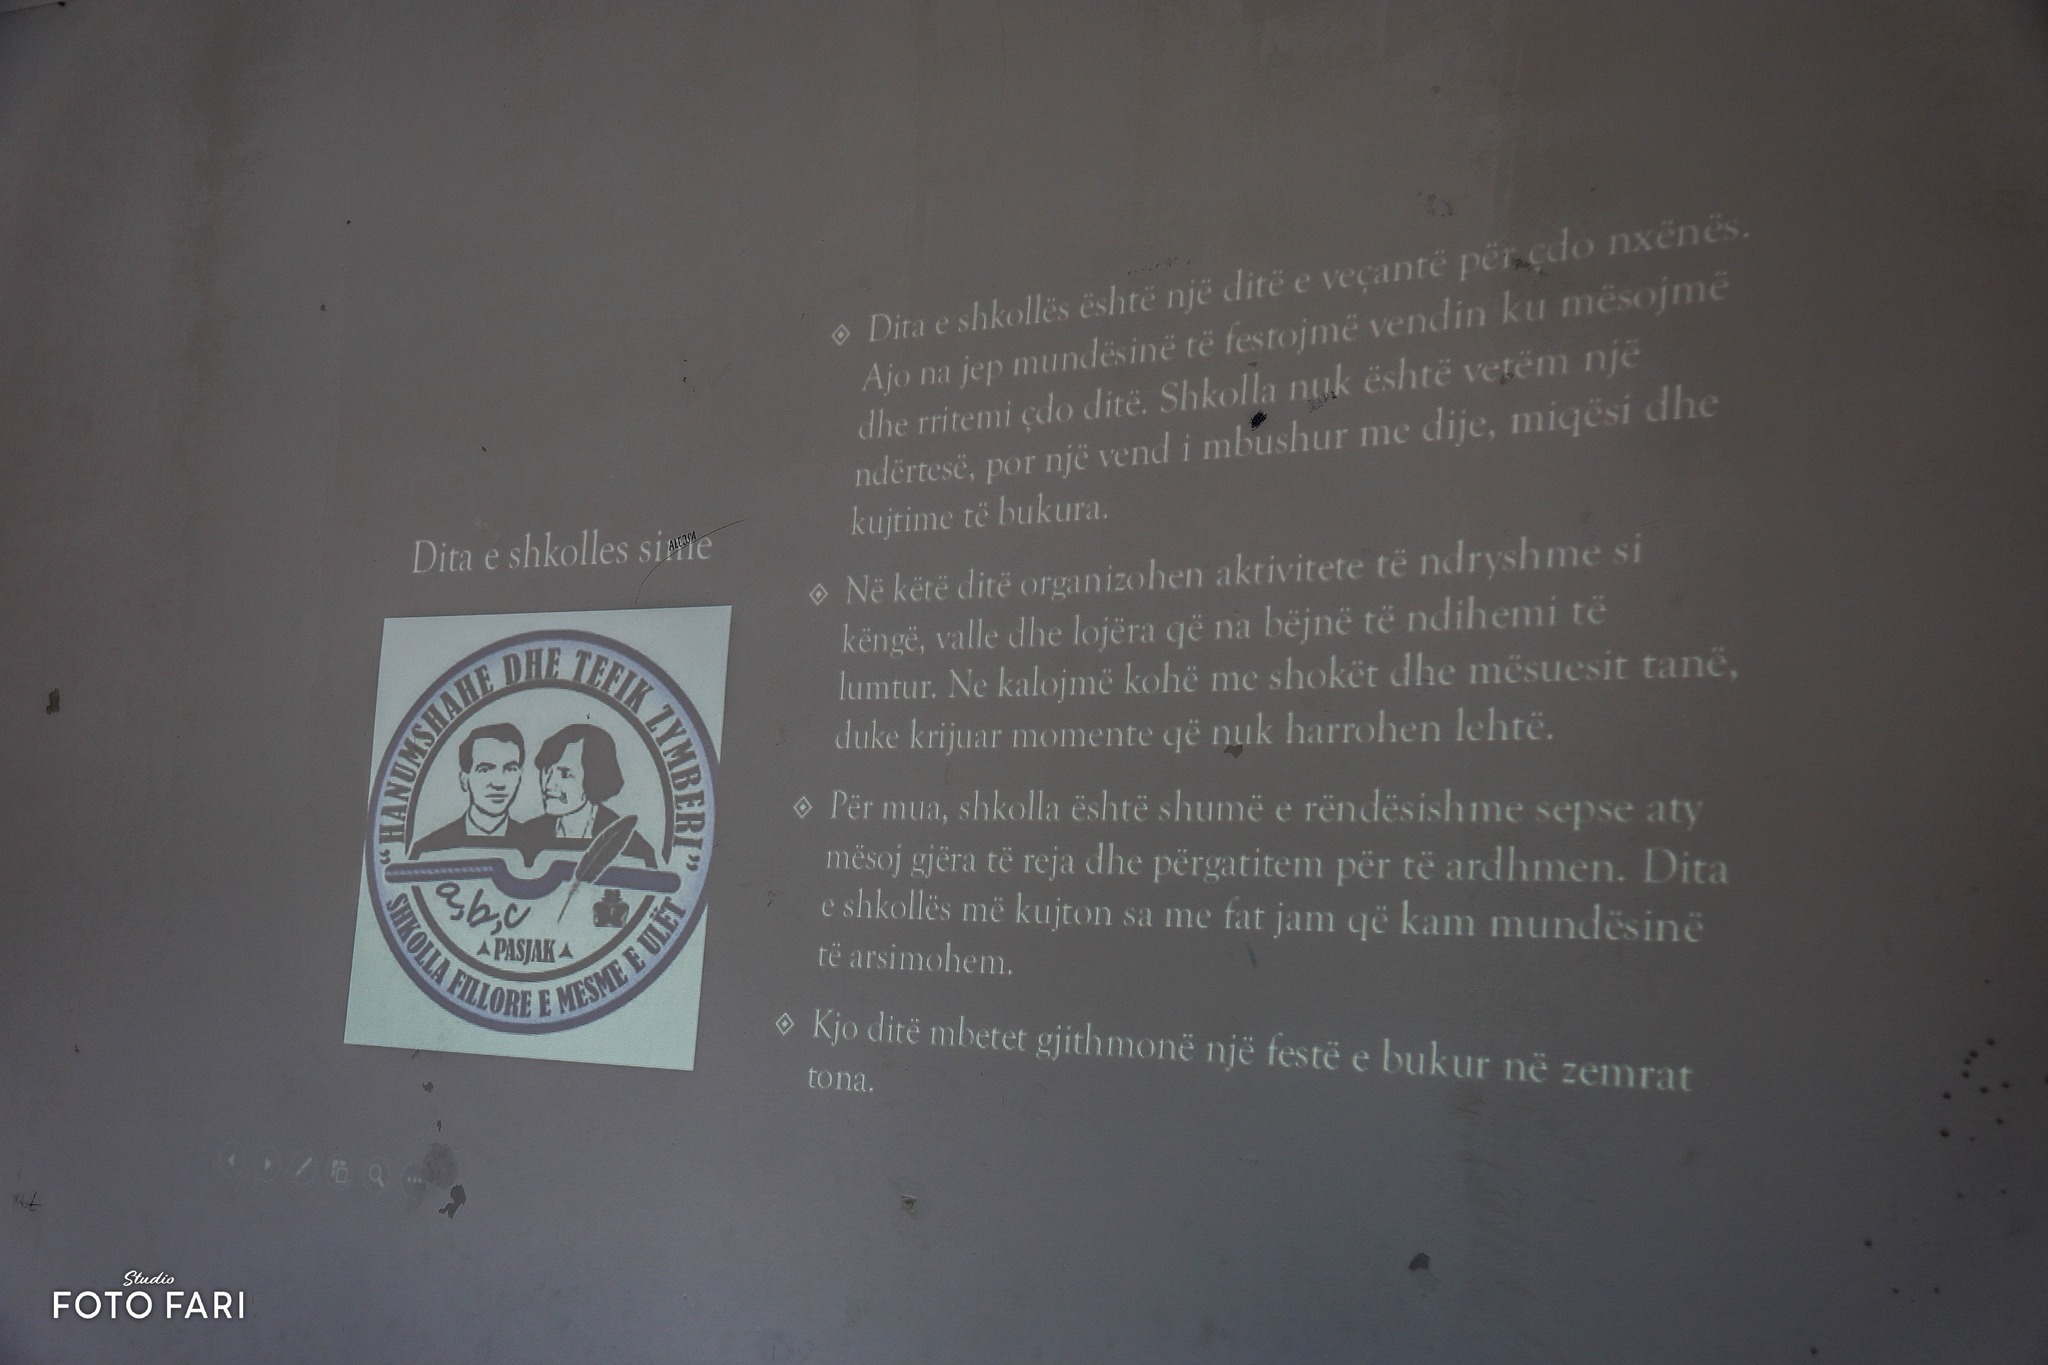 Dita e shkolles sime
ALEJSA
"HANUMSHAHE DHE TEFIK ZYMBERI"
a,b,c
PASJAK
SHKOLLA FILLORE E MESME E ULËT
Dita e shkollës është një ditë e veçantë për çdo nxënës.
Ajo na jep mundësinë të festojmë vendin ku mësojmë
dhe rritemi çdo ditë. Shkolla nuk është vetëm një
ndërtesë, por një vend i mbushur me dije, miqësi dhe
kujtime të bukura.
Në këtë ditë organizohen aktivitete të ndryshme si
këngë, valle dhe lojëra që na bëjnë të ndihemi të
lumtur. Ne kalojmë kohë me shokët dhe mësuesit tanë,
duke krijuar momente që nuk harrohen lehtë.
Për mua, shkolla është shumë e rëndësishme sepse aty
mësoj gjëra të reja dhe përgatitem për të ardhmen. Dita
e shkollës më kujton sa me fat jam që kam mundësinë
të arsimohem.
Kjo ditë mbetet gjithmonë një festë e bukur në zemrat
tona.
Studio
FOTO FARI